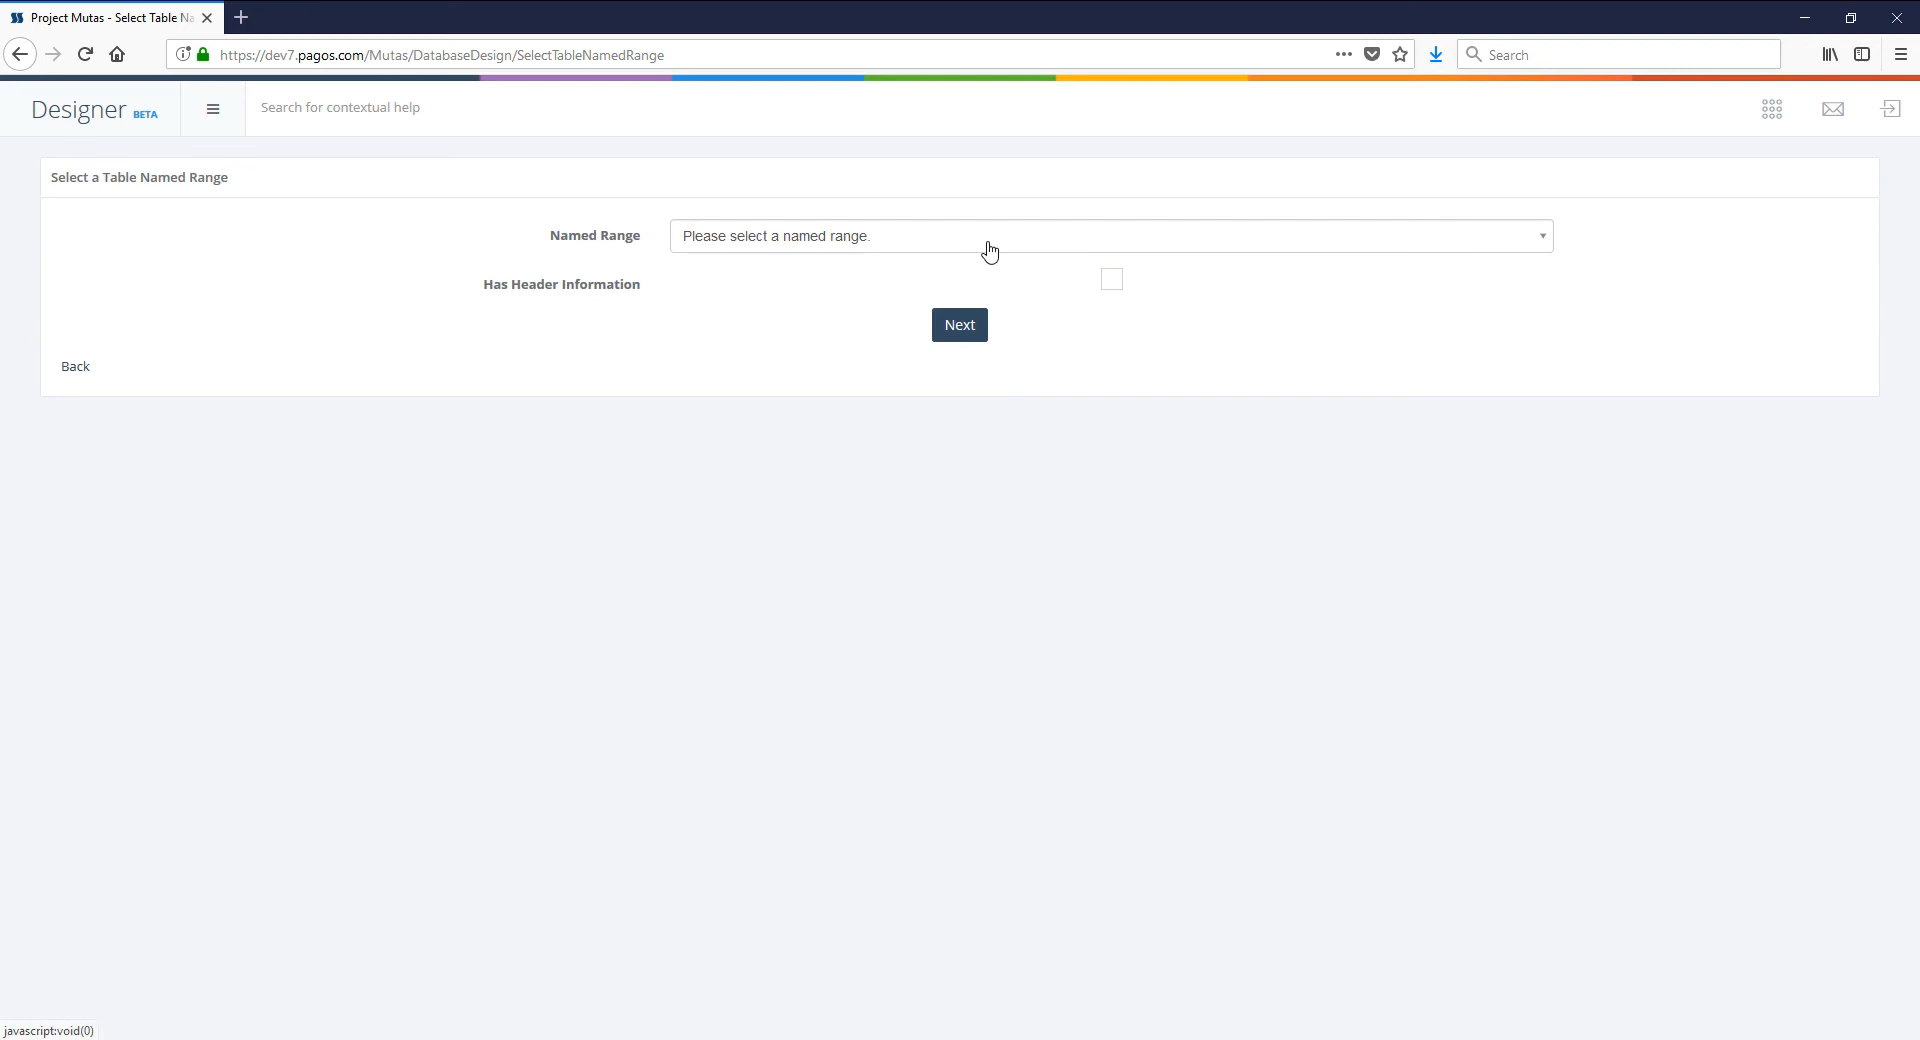 Project Mutas - Select Table Na
https://dev7.pagos.com/Mutas/DatabaseDesign/SelectTableNamedRange
Search
Designer BETA
Search for contextual help
Select a Table Named Range
Named Range
Please select a named range.
Has Header Information
Next
Back
javascript:void(0)